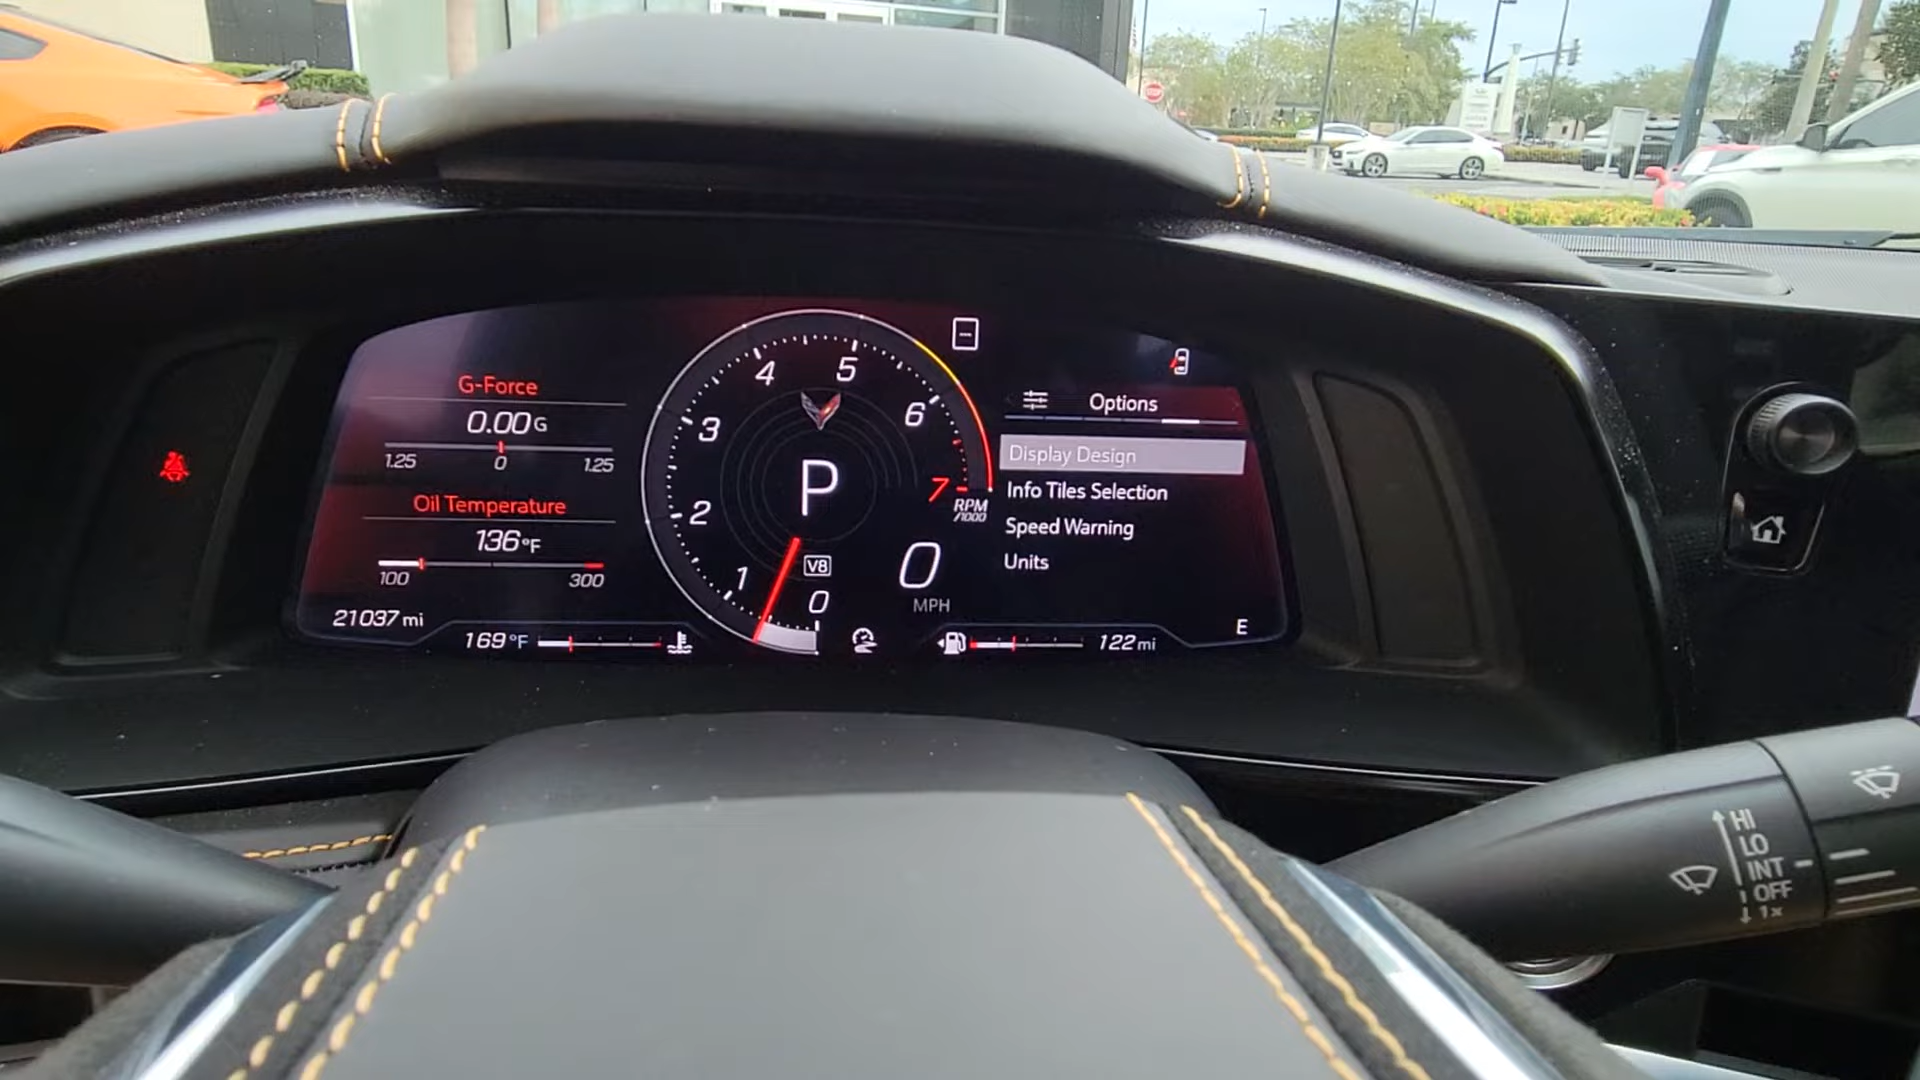 G-Force
0.00 G
1.25 0 1.25
Oil Temperature
136°F
100 300
21037 mi
169°F
0
1
2
3
4
5
6
7
RPM
/1000
P
V8
0
MPH
Options
Display Design
Info Tiles Selection
Speed Warning
Units
122 mi
E
HI
LO
INT
OFF
1x
STOP